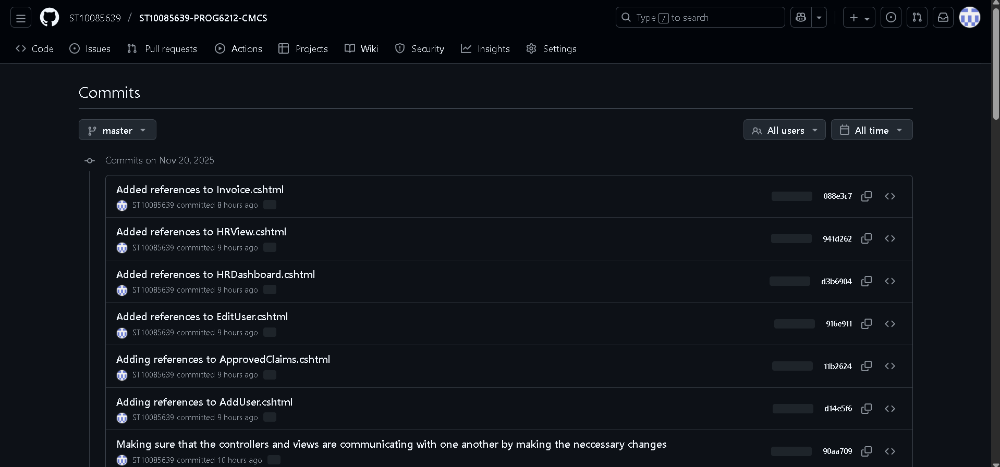 ST10085639 / ST10085639-PROG6212-CMCS
Type / to search
Code Issues Pull requests Actions Projects Wiki Security Insights Settings
Commits
master
All users All time
Commits on Nov 20, 2025
Added references to Invoice.cshtml
ST10085639 committed 8 hours ago
088e3c7
Added references to HRView.cshtml
ST10085639 committed 9 hours ago
941d262
Added references to HRDashboard.cshtml
ST10085639 committed 9 hours ago
d3b6904
Added references to EditUser.cshtml
ST10085639 committed 9 hours ago
916e911
Adding references to ApprovedClaims.cshtml
ST10085639 committed 9 hours ago
11b2624
Adding references to AddUser.cshtml
ST10085639 committed 9 hours ago
d14e5f6
Making sure that the controllers and views are communicating with one another by making the neccessary changes
ST10085639 committed 10 hours ago
90aa709